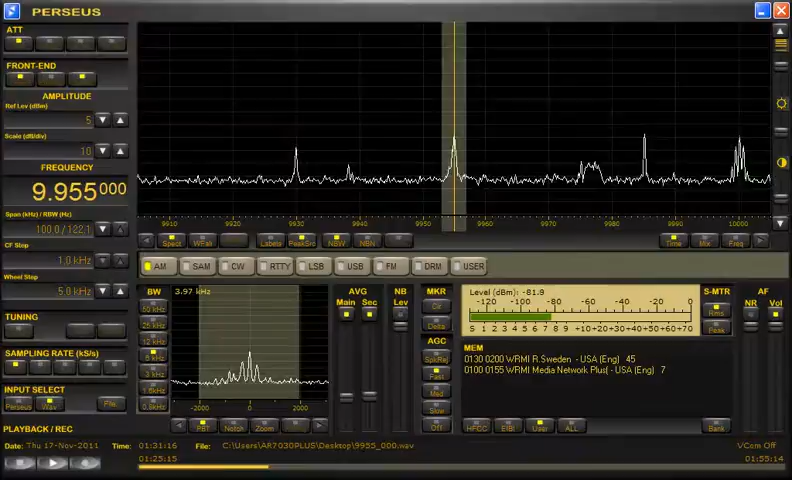 PERSEUS
ATT
FRONT-END
AMPLITUDE
Ref Lev (dBm)
5
Scale (dB/div)
10
FREQUENCY
9.955000
Span (kHz) / RBW (Hz)
100.0 / 122.1
CF Step
1.0 kHz
Wheel Step
5.0 kHz
TUNING
SAMPLING RATE (kS/s)
INPUT SELECT
Perseus Wav File
PLAYBACK / REC
9910 9920 9930 9940 9950 9960 9970 9980 9990 10000
Spect WFall Labels PeakSrc NBW NBN Time Mix Freq
AM SAM CW RTTY LSB USB FM DRM USER
BW
50 kHz
25 kHz
12 kHz
6 kHz
3 kHz
1.6kHz
0.8kHz
3.97 kHz
-2000 0 2000
PBT Notch Zoom
AVG
Main Sec
NB
Lev
MKR
Ctr
Delta
AGC
SpkRej
Fast
Med
Slow
Off
Level (dBm): -81.9
-120 -100 -80 -60 -40 -20 0
S 1 2 3 4 5 6 7 8 9 +10 +20 +30 +40 +50 +60 +70
S-MTR
Rms
Peak
AF
NR Vol
MEM
0130 0200 WRMI R.Sweden - USA (Eng) 45
0100 0155 WRMI Media Network Plus( - USA (Eng) 7
HFCC EIBI User ALL Bank
Date: Thu 17-Nov-2011 Time: 01:31:16 File: C:\Users\AR7030PLUS\Desktop\9955_000.wav VCom Off
01:25:15 01:55:14